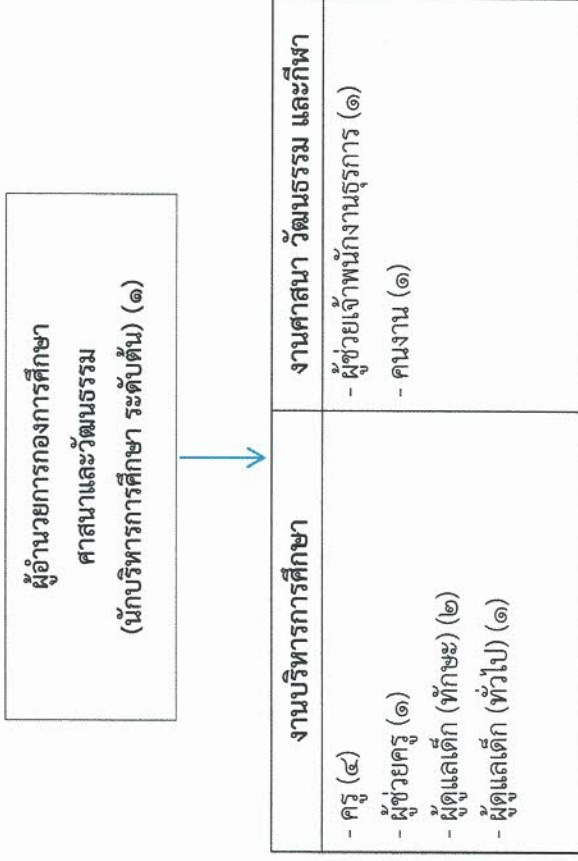 ผู้อำนวยการกองการศึกษา
ศาสนาและวัฒนธรรม
(นักบริหารการศึกษา ระดับต้น) (๑)
งานบริหารการศึกษา
- ครู (๔)
- ผู้ช่วยครู (๑)
- ผู้ดูแลเด็ก (ทักษะ) (๒)
- ผู้ดูแลเด็ก (ทั่วไป) (๑)
งานศาสนา วัฒนธรรม และกีฬา
- ผู้ช่วยเจ้าพนักงานธุรการ (๑)
- คนงาน (๑)